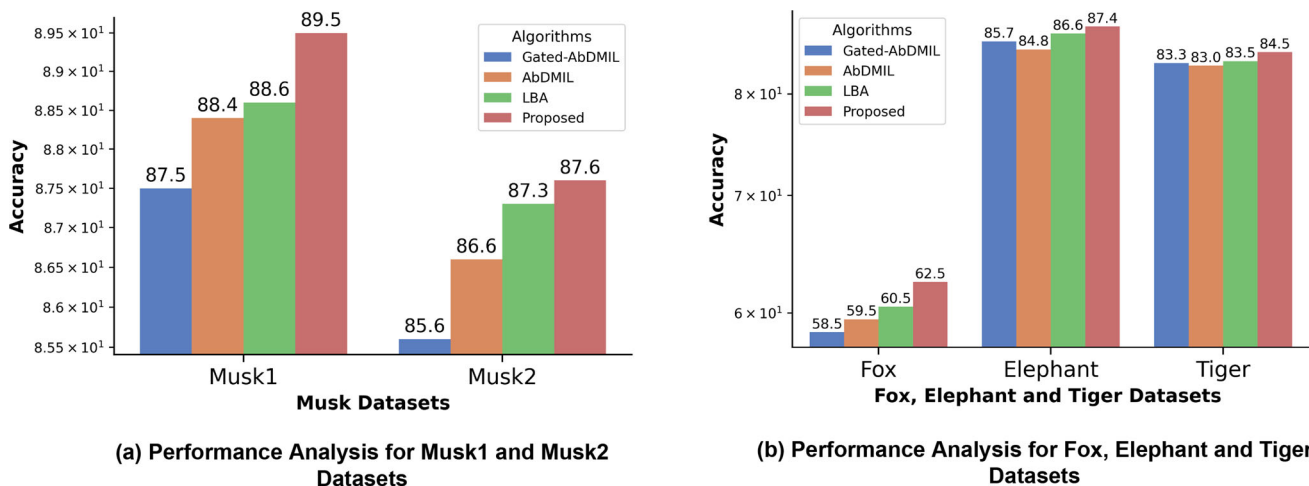 89.5
8.95 × 10¹
Algorithms
Gated-AbDMIL
AbDMIL
LBA
Proposed
8.9 × 10¹
8.85 × 10¹
88.4
88.6
8.8 × 10¹
8.75 × 10¹
87.5
87.3
87.6
8.7 × 10¹
8.65 × 10¹
86.6
8.6 × 10¹
85.6
8.55 × 10¹
Accuracy
Musk1
Musk2
Musk Datasets
(a) Performance Analysis for Musk1 and Musk2
Datasets
Algorithms
Gated-AbDMIL
AbDMIL
LBA
Proposed
85.7
84.8
86.6
87.4
83.3
83.0
83.5
84.5
8 × 10¹
7 × 10¹
6 × 10¹
58.5
59.5
60.5
62.5
Accuracy
Fox
Elephant
Tiger
Fox, Elephant and Tiger Datasets
(b) Performance Analysis for Fox, Elephant and Tiger
Datasets